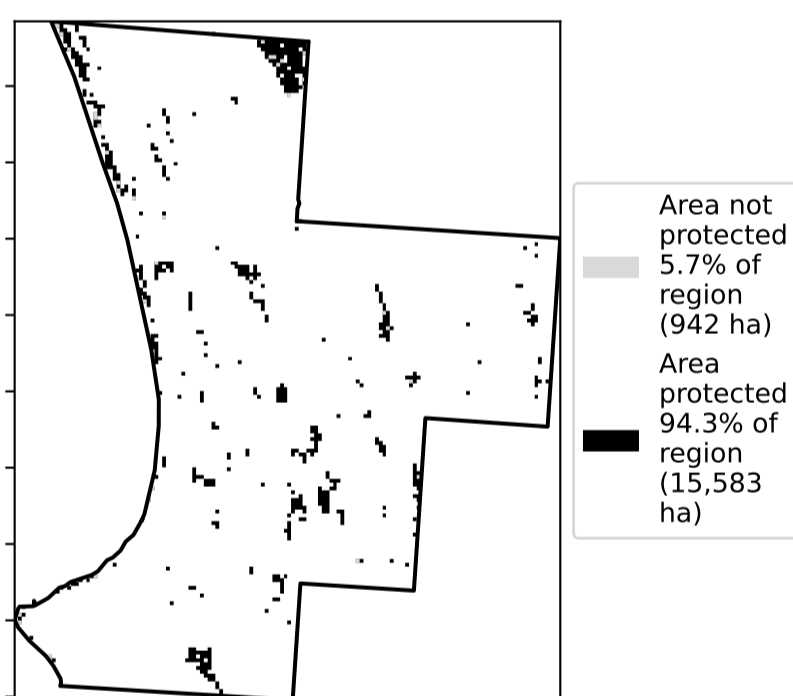 Area not
protected
5.7% of
region
(942 ha)
Area
protected
94.3% of
region
(15,583
ha)